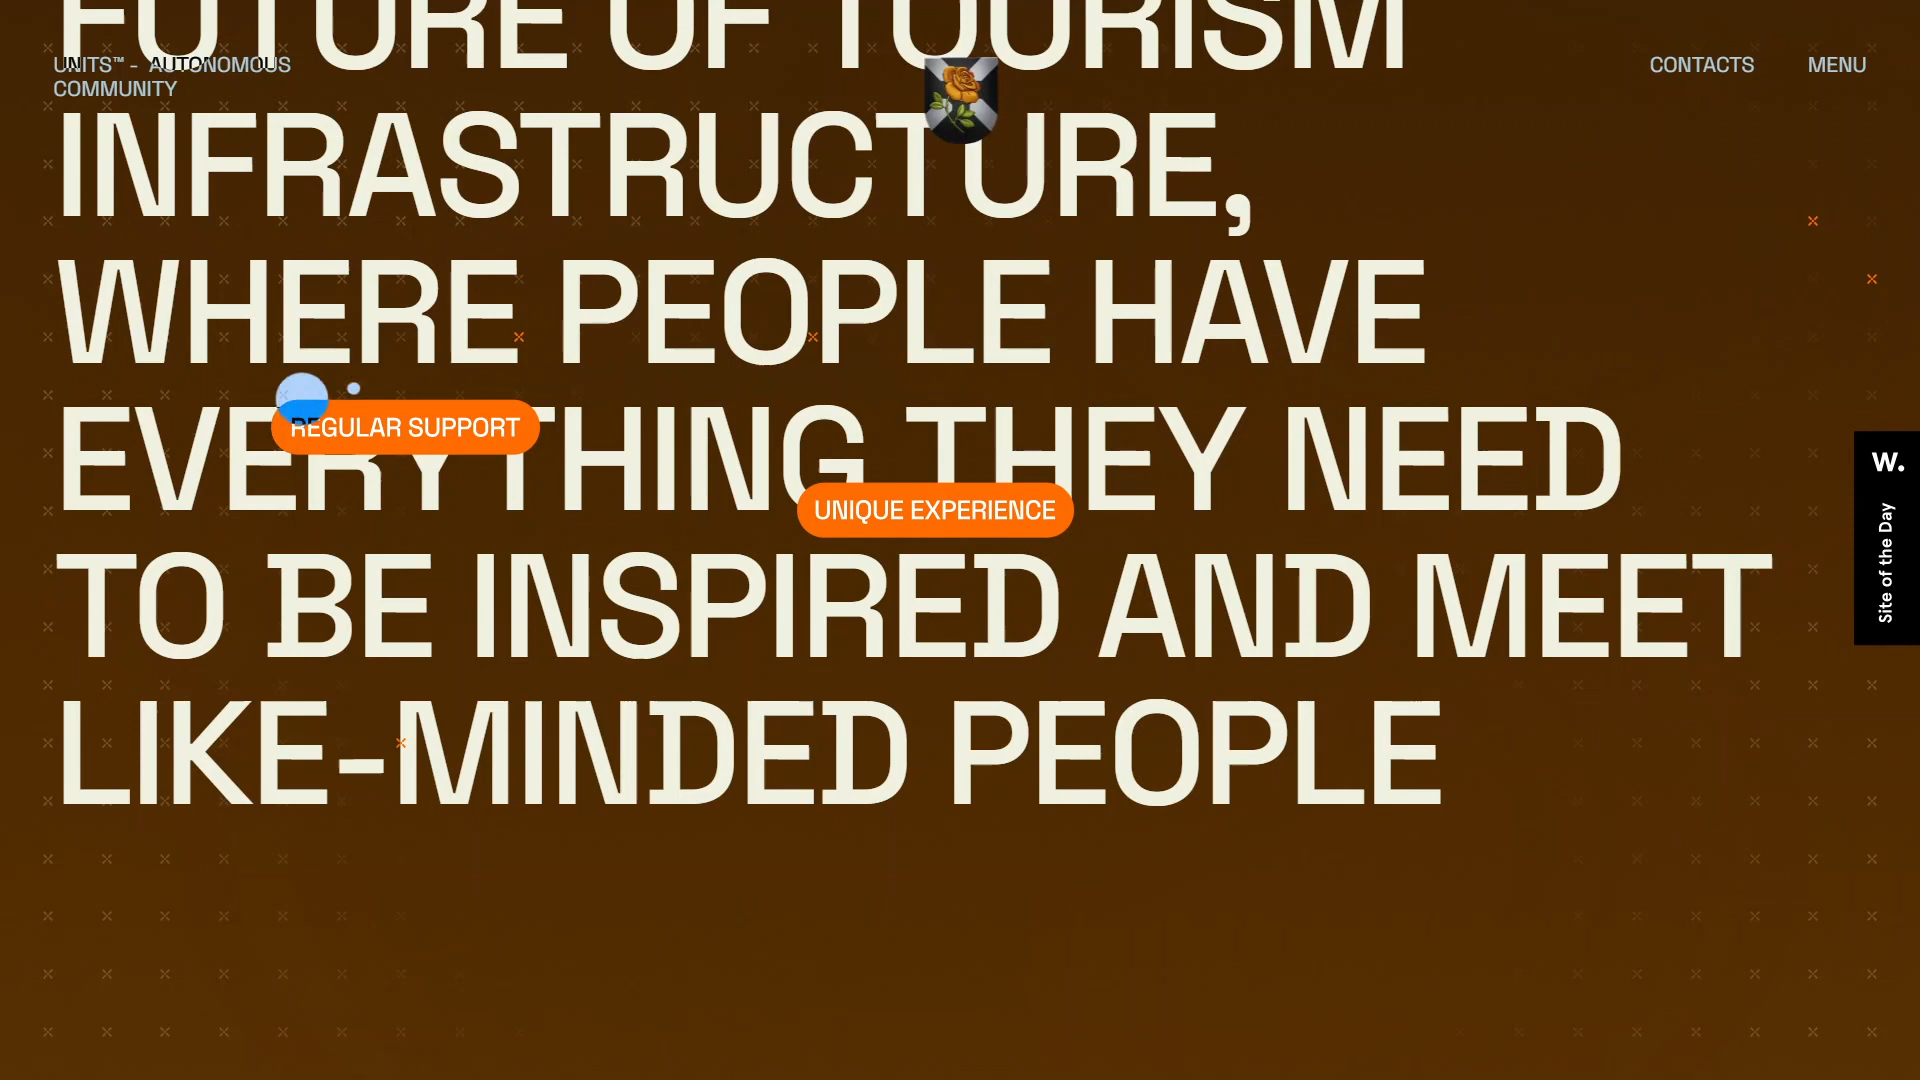 FUTURE OF TOURISM
UNITS™ - AUTONOMOUS
COMMUNITY
CONTACTS
MENU
INFRASTRUCTURE,
WHERE PEOPLE HAVE
EVERYTHING THEY NEED
REGULAR SUPPORT
UNIQUE EXPERIENCE
TO BE INSPIRED AND MEET
LIKE-MINDED PEOPLE
W.
Site of the Day